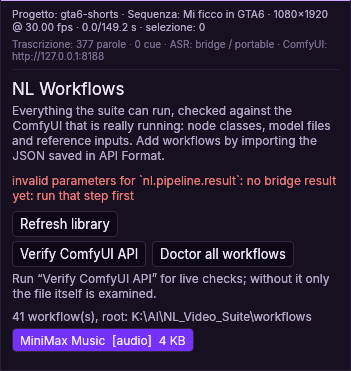 Progetto: gta6-shorts · Sequenza: Mi ficco in GTA6 · 1080×1920
@ 30.00 fps · 0.0/149.2 s · selezione: 0
Trascrizione: 377 parole · 0 cue · ASR: bridge / portable · ComfyUI:
http://127.0.0.1:8188
NL Workflows
Everything the suite can run, checked against the
ComfyUI that is really running: node classes, model files
and reference inputs. Add workflows by importing the
JSON saved in API Format.
invalid parameters for `nl.pipeline.result`: no bridge result
yet: run that step first
Refresh library
Verify ComfyUI API Doctor all workflows
Run “Verify ComfyUI API” for live checks; without it only
the file itself is examined.
41 workflow(s), root: K:\AI\NL_Video_Suite\workflows
MiniMax Music [audio] 4 KB